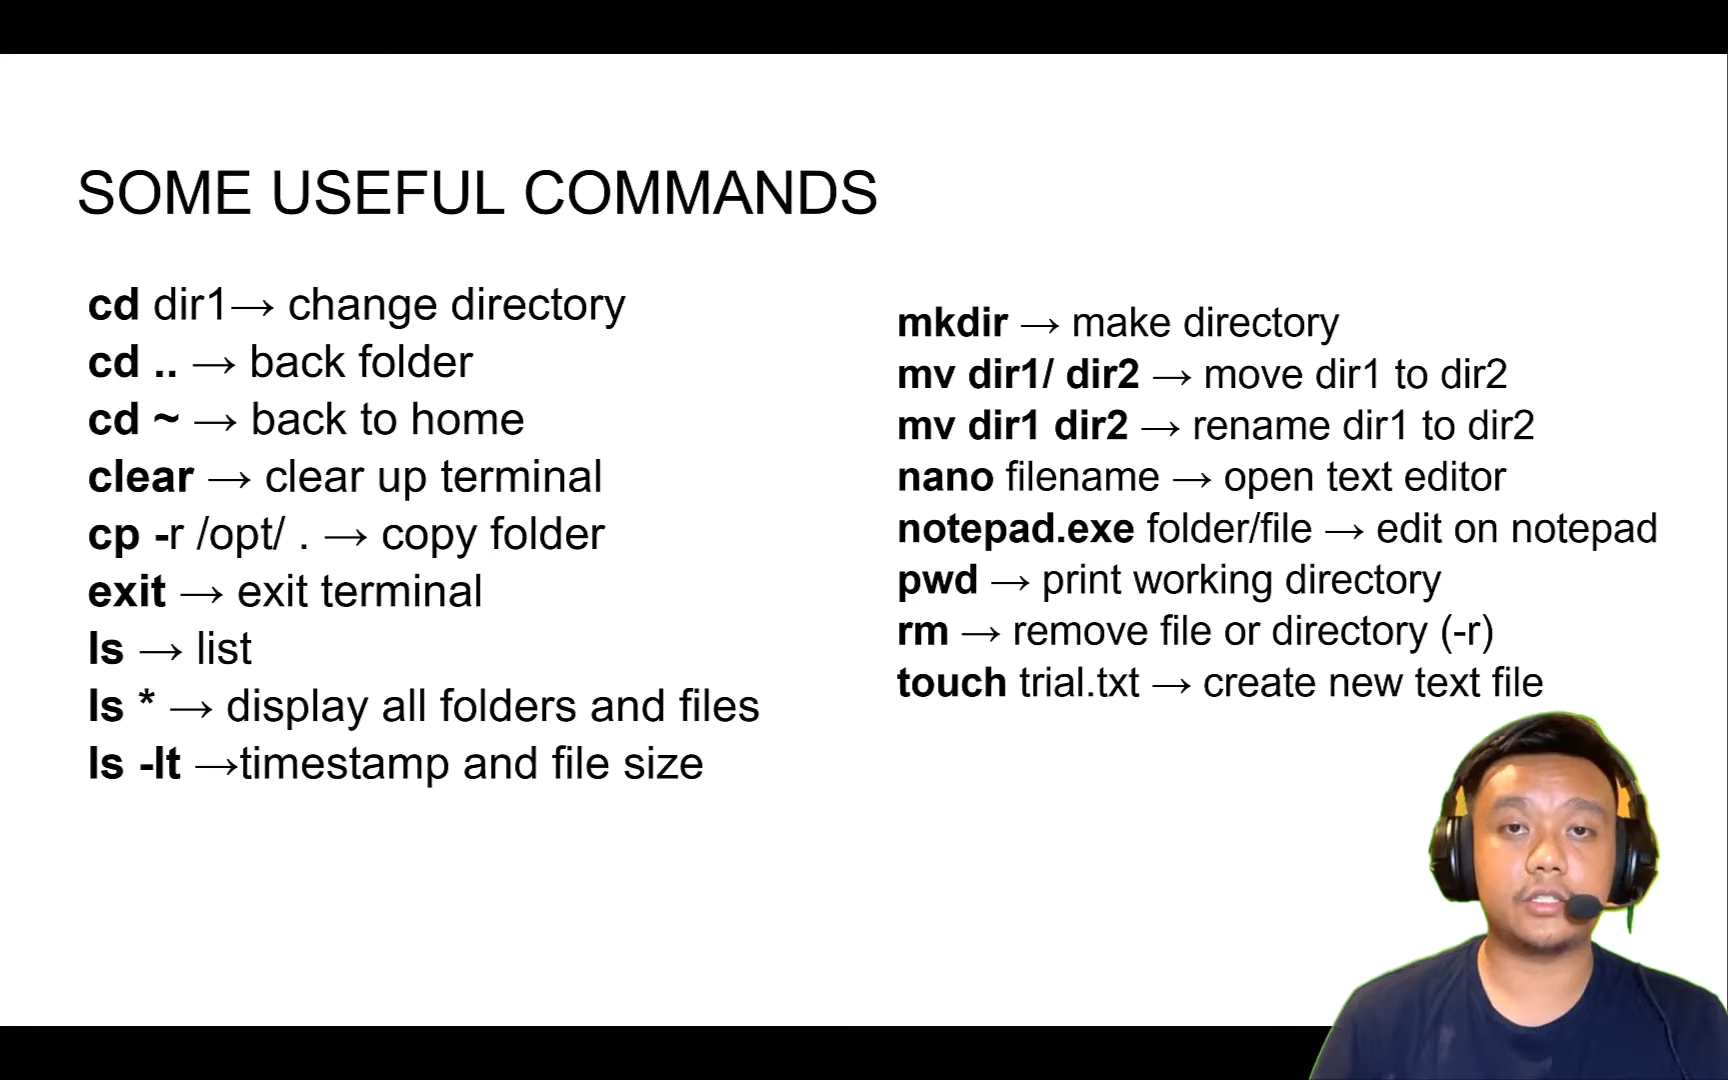 SOME USEFUL COMMANDS
cd dir1→ change directory
cd .. → back folder
cd ~ → back to home
clear → clear up terminal
cp -r /opt/ . → copy folder
exit → exit terminal
ls → list
ls * → display all folders and files
ls -lt →timestamp and file size
mkdir → make directory
mv dir1/ dir2 → move dir1 to dir2
mv dir1 dir2 → rename dir1 to dir2
nano filename → open text editor
notepad.exe folder/file → edit on notepad
pwd → print working directory
rm → remove file or directory (-r)
touch trial.txt → create new text file